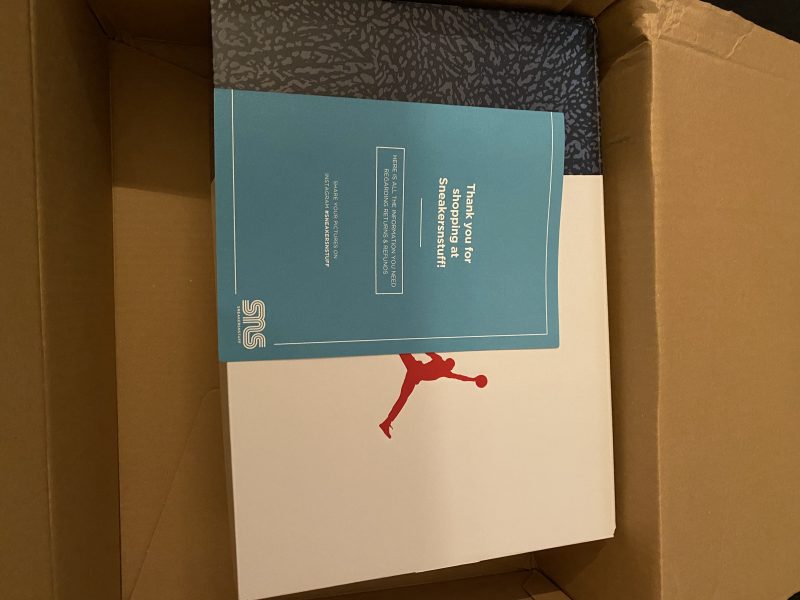 Thank you for
shopping at
Sneakersnstuff!
HERE IS ALL THE INFORMATION YOU NEED
REGARDING RETURNS & REFUNDS
SHARE YOUR PICTURES ON
INSTAGRAM #SNEAKERSNSTUFF
sns
SNEAKERSNSTUFF